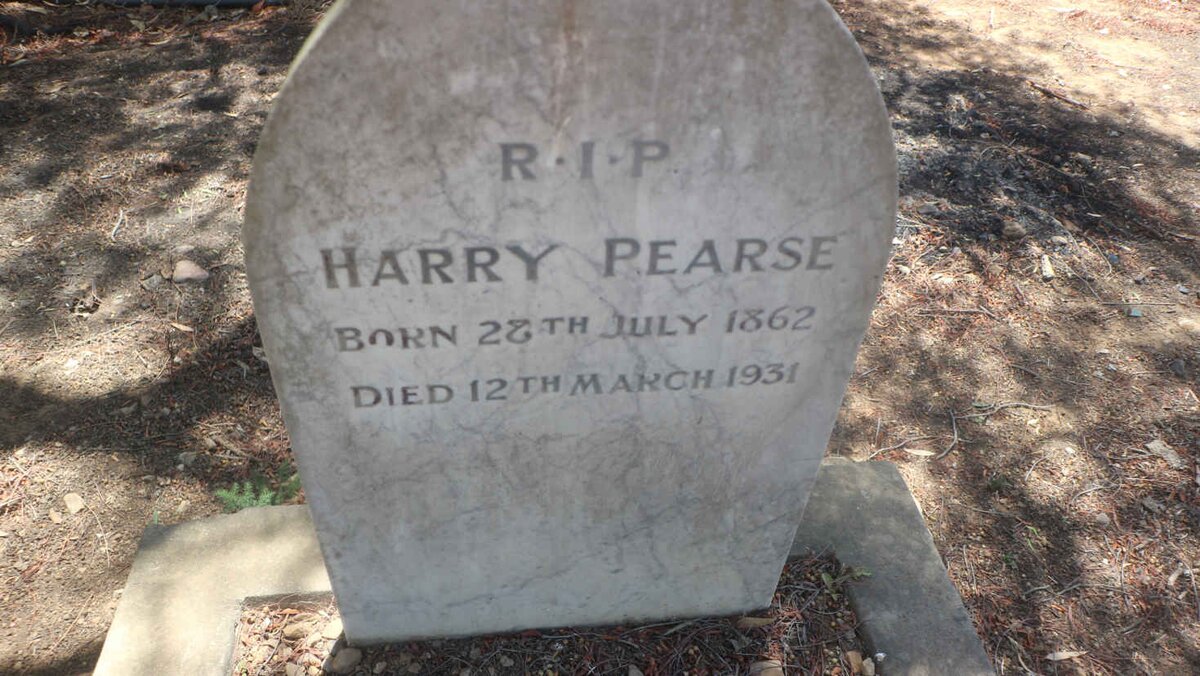 R·I·P
HARRY PEARSE
BORN 28TH JULY 1862
DIED 12TH MARCH 1931